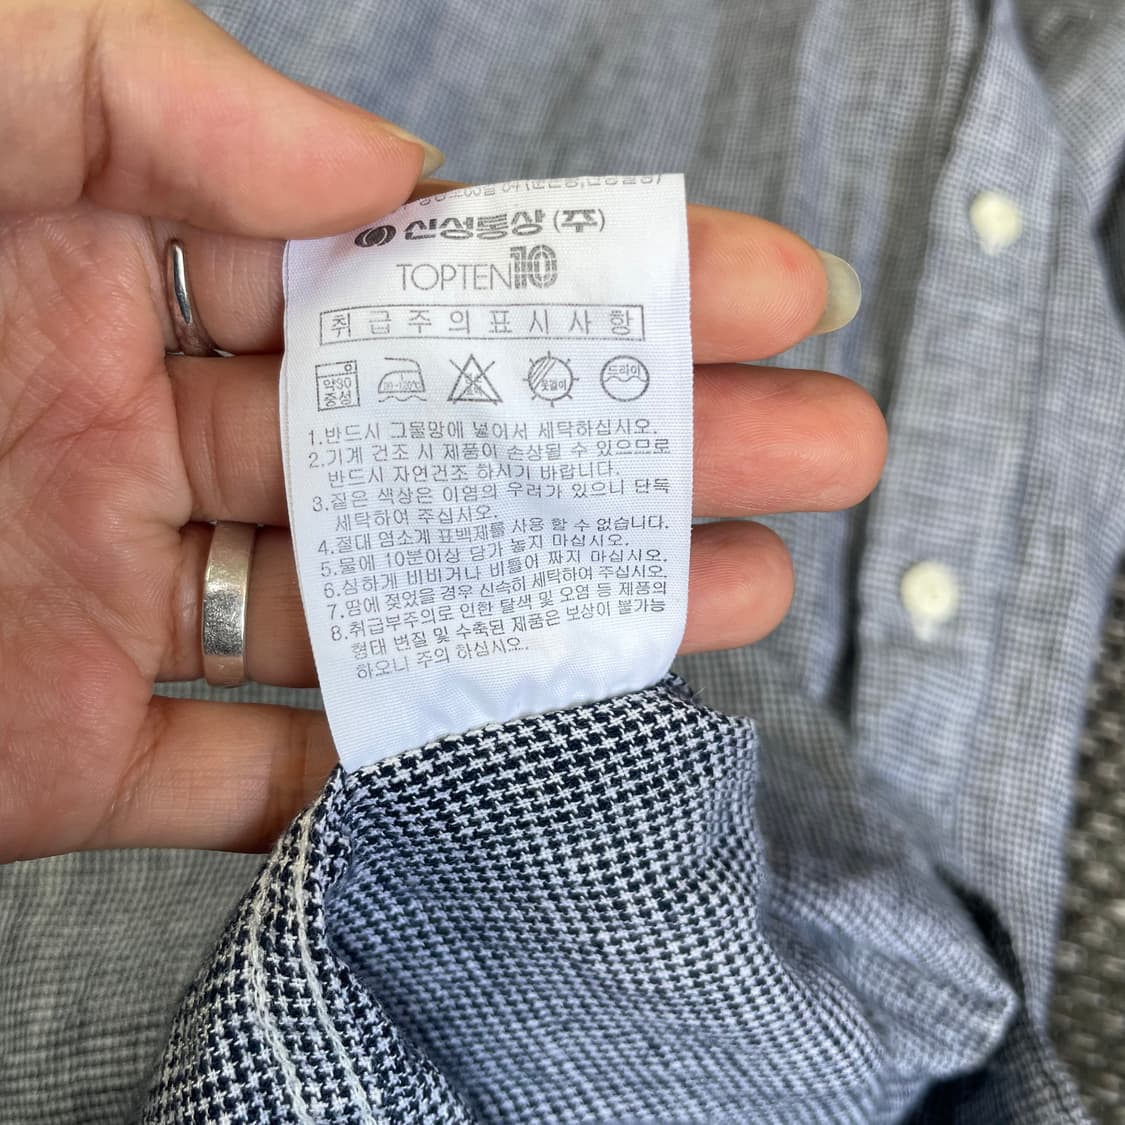 신성통상(주)
TOPTEN10
취급주의표시사항
약30
중성
옷걸이
드라이
1.반드시 그물망에 넣어서 세탁하십시오.
2.기계 건조 시 제품이 손상될 수 있으므로
반드시 자연건조 하시기 바랍니다.
3.짙은 색상은 이염의 우려가 있으니 단독
세탁하여 주십시오.
4.절대 염소계 표백제를 사용 할 수 없습니다.
5.물에 10분이상 담가 놓지 마십시오.
6.심하게 비비거나 비틀어 짜지 마십시오.
7.땀에 젖었을 경우 신속히 세탁하여 주십시오.
8.취급부주의로 인한 탈색 및 오염 등 제품의
형태 변질 및 수축된 제품은 보상이 불가능
하오니 주의 하십시오.